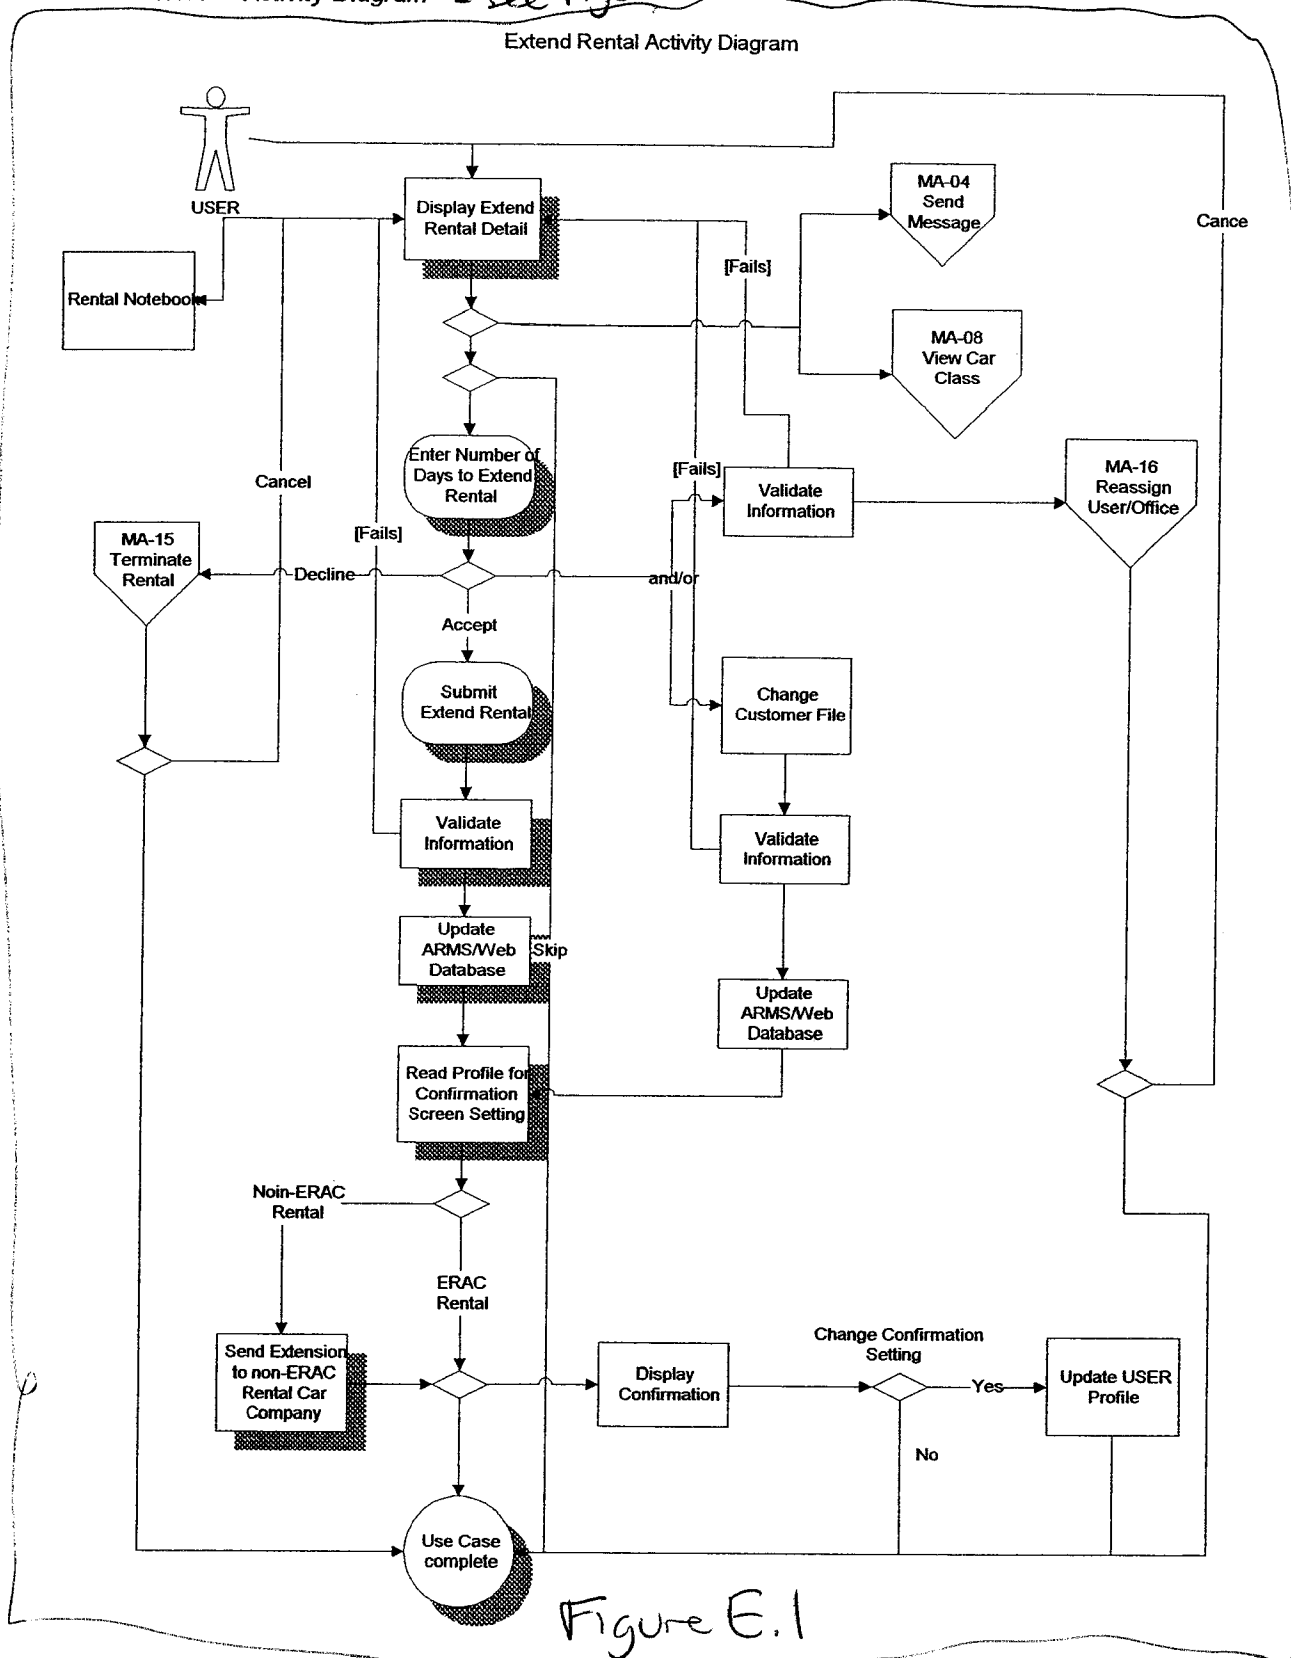 Activity Diagram - see Fig
Extend Rental Activity Diagram
USER
Display Extend
Rental Detail
MA-04
Send
Message
Cance
[Fails]
Rental Notebook
MA-08
View Car
Class
Enter Number of
Days to Extend
Rental
Cancel
[Fails]
Validate
Information
MA-16
Reassign
User/Office
MA-15
Terminate
Rental
[Fails]
Decline
and/or
Accept
Submit
Extend Rental
Change
Customer File
Validate
Information
Validate
Information
Update
ARMS/Web
Database
Skip
Update
ARMS/Web
Database
Read Profile for
Confirmation
Screen Setting
Noin-ERAC
Rental
ERAC
Rental
Send Extension
to non-ERAC
Rental Car
Company
Display
Confirmation
Change Confirmation
Setting
Yes
Update USER
Profile
No
Use Case
complete
Figure E.1